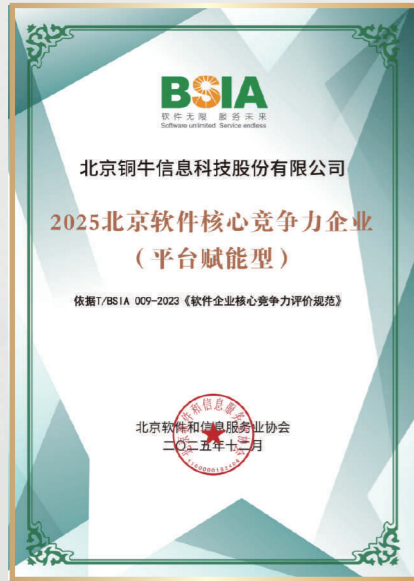 BSIA
软件无限 服务未来
Software unlimited Service endless
北京铜牛信息科技股份有限公司
2025北京软件核心竞争力企业
（平台赋能型）
依据T/BSIA 009-2023《软件企业核心竞争力评价规范》
北京软件和信息服务业协会
二〇二五年十二月